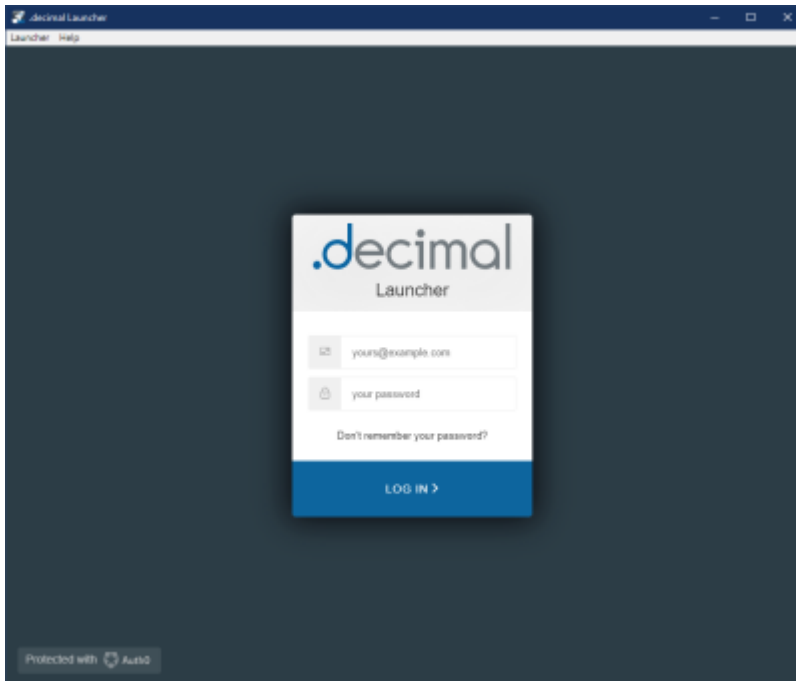 .decimal Launcher
Launcher Help
.decimal
Launcher
yours@example.com
your password
Don't remember your password?
LOG IN >
Protected with Auth0